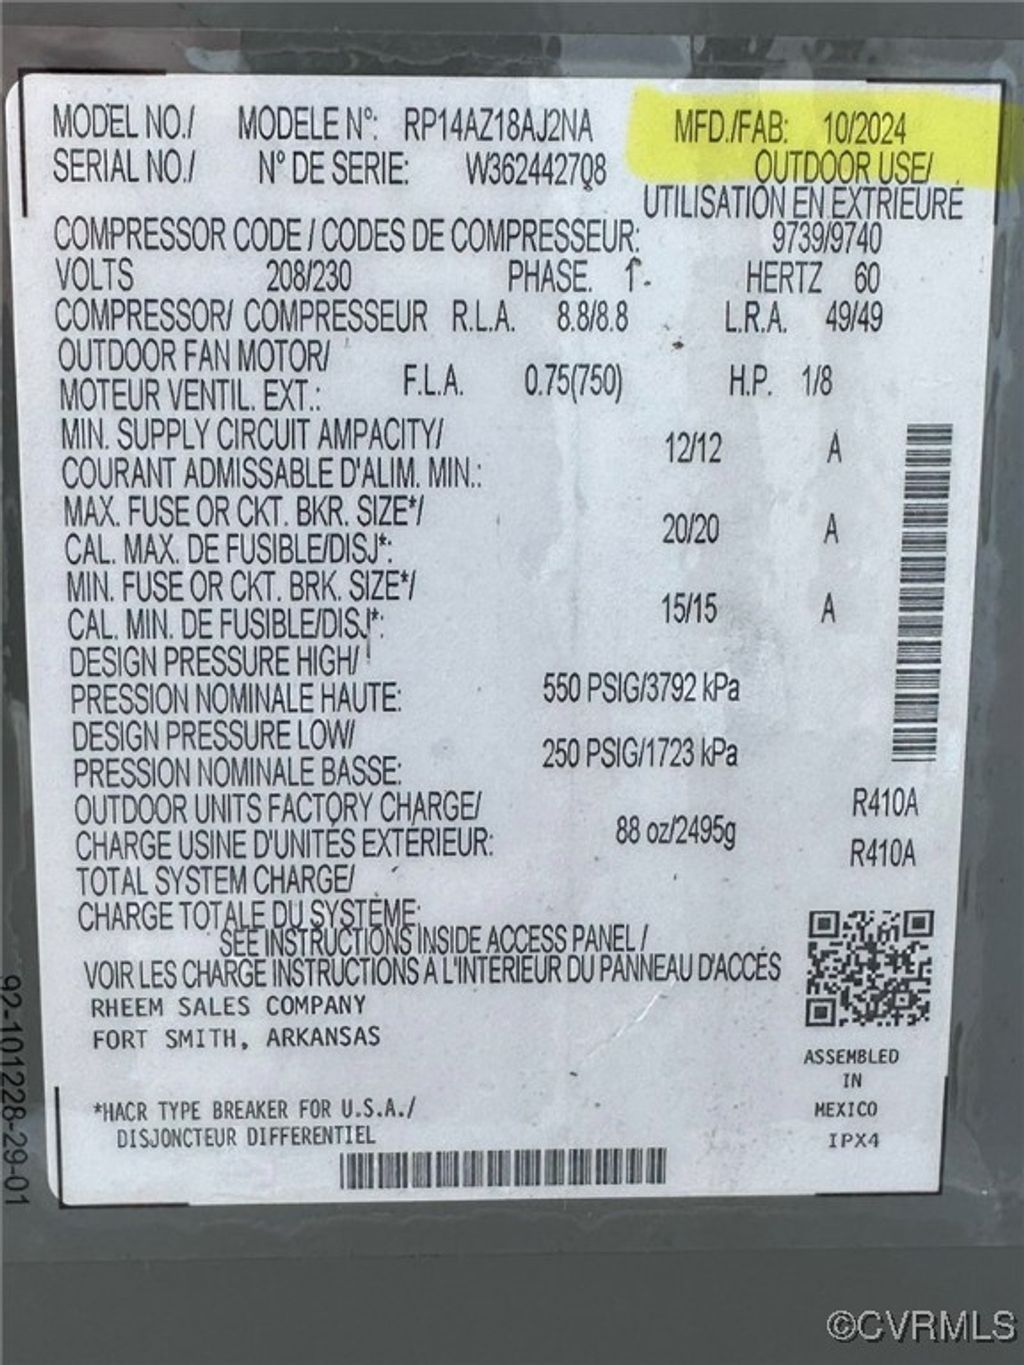 MODEL NO./ MODELE Nº: RP14AZ18AJ2NA MFD./FAB: 10/2024
SERIAL NO./ Nº DE SERIE: W362442708 OUTDOOR USE/
UTILISATION EN EXTRIEURE
COMPRESSOR CODE / CODES DE COMPRESSEUR: 9739/9740
VOLTS 208/230 PHASE. 1 HERTZ 60
COMPRESSOR/ COMPRESSEUR R.L.A. 8.8/8.8 L.R.A. 49/49
OUTDOOR FAN MOTOR/
MOTEUR VENTIL. EXT.: F.L.A. 0.75(750) H.P. 1/8
MIN. SUPPLY CIRCUIT AMPACITY/
COURANT ADMISSABLE D'ALIM. MIN.: 12/12 A
MAX. FUSE OR CKT. BKR. SIZE*/
CAL. MAX. DE FUSIBLE/DISJ*: 20/20 A
MIN. FUSE OR CKT. BRK. SIZE*/
CAL. MIN. DE FUSIBLE/DISJ*: 15/15 A
DESIGN PRESSURE HIGH/
PRESSION NOMINALE HAUTE: 550 PSIG/3792 kPa
DESIGN PRESSURE LOW/
PRESSION NOMINALE BASSE: 250 PSIG/1723 kPa
OUTDOOR UNITS FACTORY CHARGE/ R410A
CHARGE USINE D'UNITÉS EXTÉRIEUR: 88 oz/2495g R410A
TOTAL SYSTEM CHARGE/
CHARGE TOTALE DU SYSTÈME:
SEE INSTRUCTIONS INSIDE ACCESS PANEL /
VOIR LES CHARGE INSTRUCTIONS A L'INTÉRIEUR DU PANNEAU D'ACCÉS
RHEEM SALES COMPANY
FORT SMITH, ARKANSAS
ASSEMBLED
IN
MEXICO
IPX4
*HACR TYPE BREAKER FOR U.S.A./
DISJONCTEUR DIFFERENTIEL
92-101228-29-01
©CVRMLS